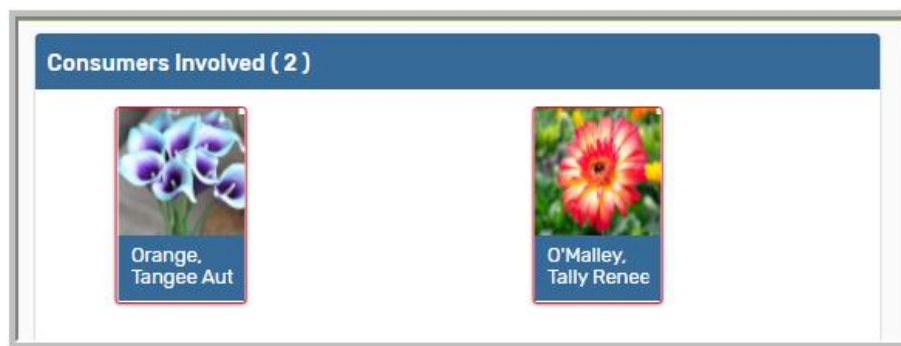 Consumers Involved ( 2 )
Orange,
Tangee Aut
O'Malley,
Tally Renee